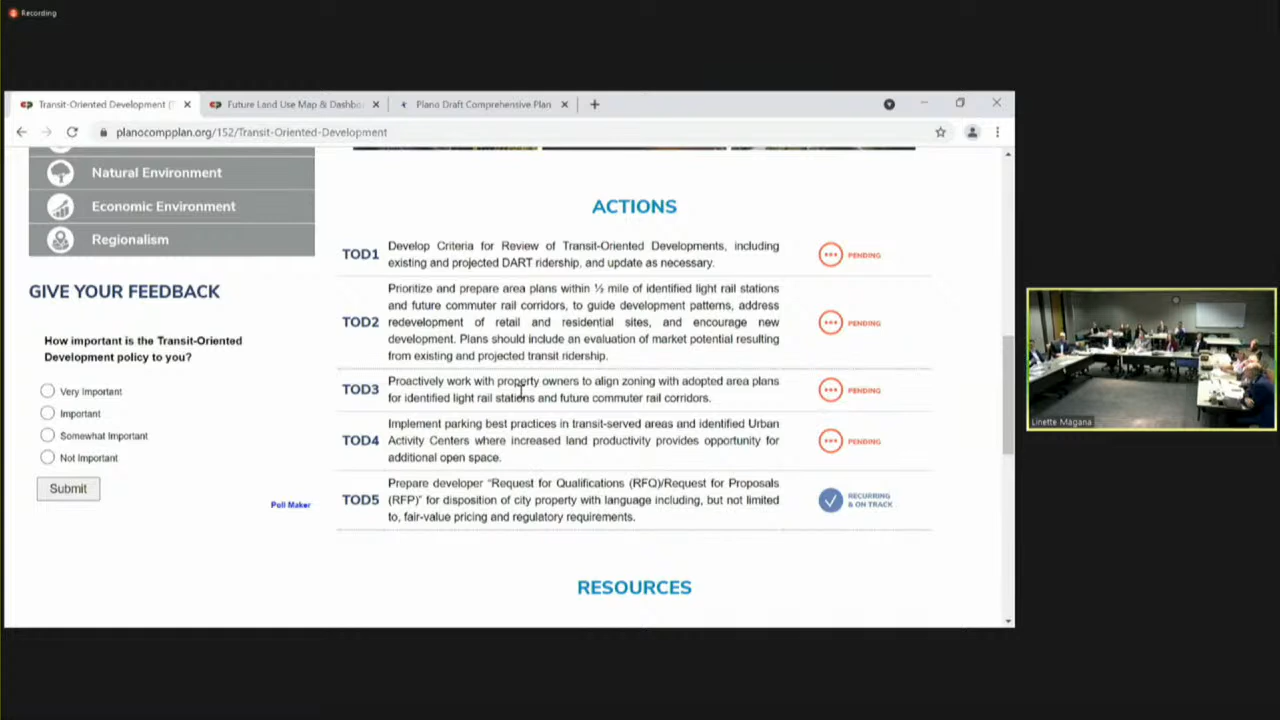 Recording
Transit-Oriented Development (T
Future Land Use Map & Dashbo
Plano Draft Comprehensive Plan
planocompplan.org/152/Transit-Oriented-Development
Natural Environment
Economic Environment
Regionalism
GIVE YOUR FEEDBACK
How important is the Transit-Oriented
Development policy to you?
Very Important
Important
Somewhat Important
Not Important
Submit
Poll Maker
ACTIONS
TOD1
Develop Criteria for Review of Transit-Oriented Developments, including
existing and projected DART ridership, and update as necessary.
PENDING
TOD2
Prioritize and prepare area plans within ½ mile of identified light rail stations
and future commuter rail corridors, to guide development patterns, address
redevelopment of retail and residential sites, and encourage new
development. Plans should include an evaluation of market potential resulting
from existing and projected transit ridership.
PENDING
TOD3
Proactively work with property owners to align zoning with adopted area plans
for identified light rail stations and future commuter rail corridors.
PENDING
TOD4
Implement parking best practices in transit-served areas and identified Urban
Activity Centers where increased land productivity provides opportunity for
additional open space.
PENDING
TOD5
Prepare developer “Request for Qualifications (RFQ)/Request for Proposals
(RFP)” for disposition of city property with language including, but not limited
to, fair-value pricing and regulatory requirements.
RECURRING
& ON TRACK
RESOURCES
Linette Magana